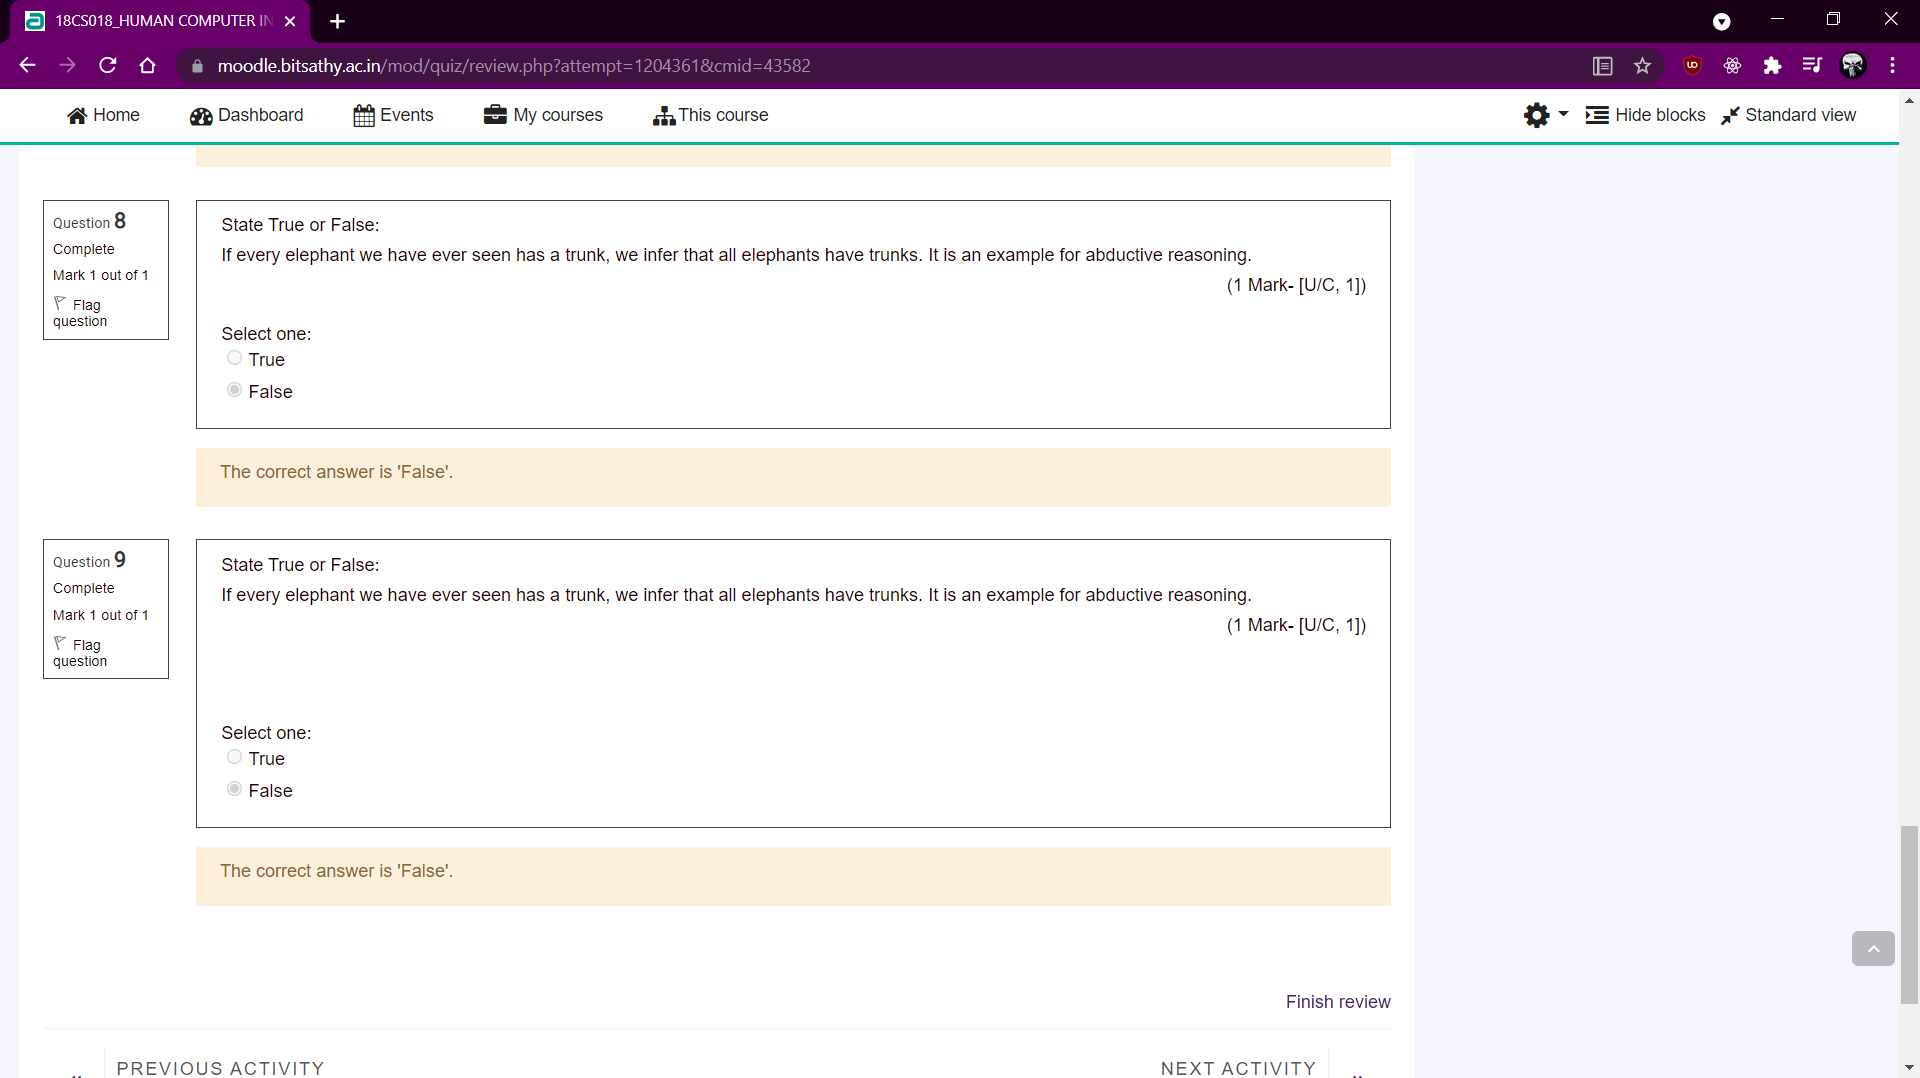 18CS018_HUMAN COMPUTER IN
moodle.bitsathy.ac.in/mod/quiz/review.php?attempt=1204361&cmid=43582
Home Dashboard Events My courses This course Hide blocks Standard view
Question 8
Complete
Mark 1 out of 1
Flag
question
State True or False:
If every elephant we have ever seen has a trunk, we infer that all elephants have trunks. It is an example for abductive reasoning.
(1 Mark- [U/C, 1])
Select one:
True
False
The correct answer is 'False'.
Question 9
Complete
Mark 1 out of 1
Flag
question
State True or False:
If every elephant we have ever seen has a trunk, we infer that all elephants have trunks. It is an example for abductive reasoning.
(1 Mark- [U/C, 1])
Select one:
True
False
The correct answer is 'False'.
Finish review
PREVIOUS ACTIVITY
NEXT ACTIVITY